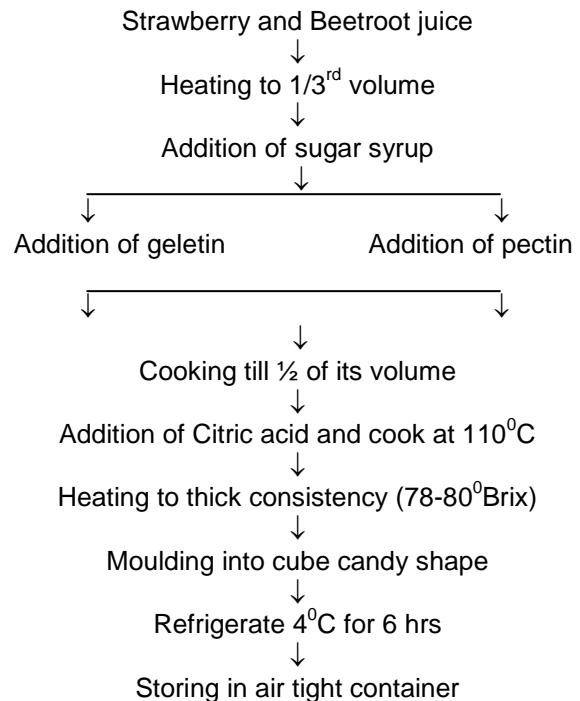 Strawberry and Beetroot juice
↓
Heating to 1/3rd volume
↓
Addition of sugar syrup
↓
↓ ↓
Addition of geletin Addition of pectin
↓ ↓
↓
Cooking till ½ of its volume
↓
Addition of Citric acid and cook at 110⁰C
↓
Heating to thick consistency (78-80⁰Brix)
↓
Moulding into cube candy shape
↓
Refrigerate 4⁰C for 6 hrs
↓
Storing in air tight container